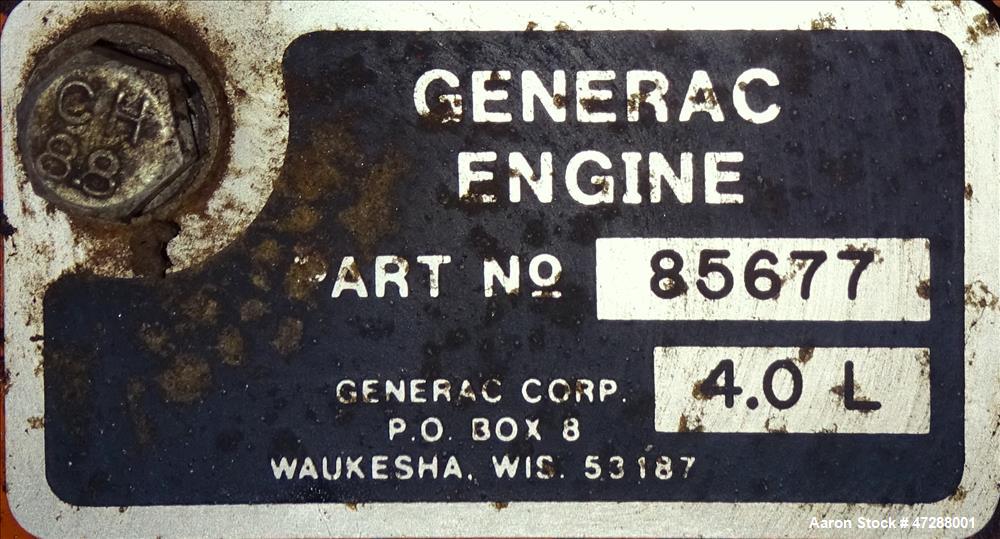 GENERAC
ENGINE
PART Nº 85677
4.0 L
GENERAC CORP.
P.O. BOX 8
WAUKESHA, WIS. 53187
Aaron Stock # 47288001